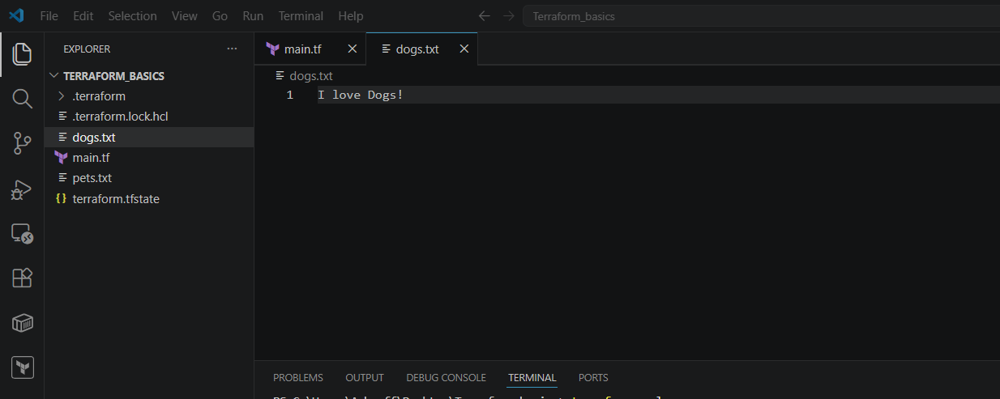 File Edit Selection View Go Run Terminal Help Terraform_basics
EXPLORER
TERRAFORM_BASICS
.terraform
.terraform.lock.hcl
dogs.txt
main.tf
pets.txt
terraform.tfstate
main.tf dogs.txt
dogs.txt
1 I love Dogs!
PROBLEMS OUTPUT DEBUG CONSOLE TERMINAL PORTS